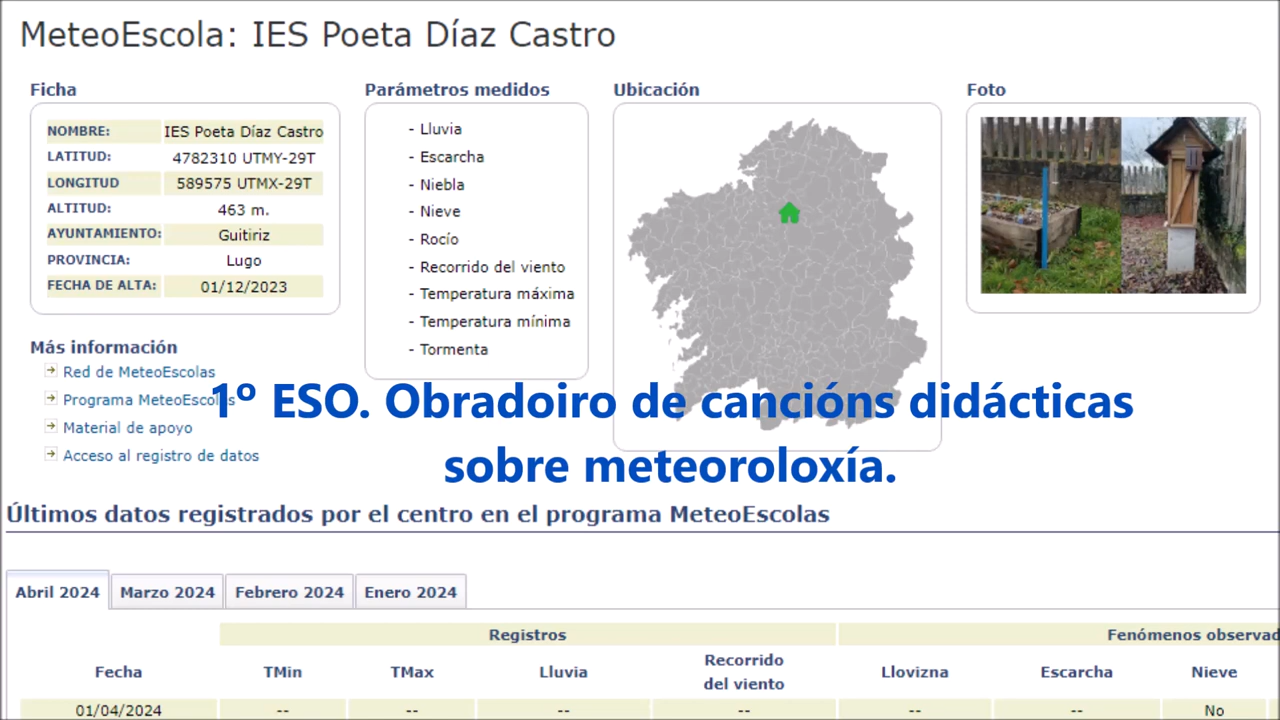 MeteoEscola: IES Poeta Díaz Castro
Ficha
NOMBRE: IES Poeta Díaz Castro
LATITUD: 4782310 UTMY-29T
LONGITUD 589575 UTMX-29T
ALTITUD: 463 m.
AYUNTAMIENTO: Guitiriz
PROVINCIA: Lugo
FECHA DE ALTA: 01/12/2023
Parámetros medidos
- Lluvia
- Escarcha
- Niebla
- Nieve
- Rocío
- Recorrido del viento
- Temperatura máxima
- Temperatura mínima
- Tormenta
Ubicación
Foto
Más información
Red de MeteoEscolas
Programa MeteoEscolas
Material de apoyo
Acceso al registro de datos
1º ESO. Obradoiro de cancións didácticas
sobre meteoroloxía.
Últimos datos registrados por el centro en el programa MeteoEscolas
Abril 2024 Marzo 2024 Febrero 2024 Enero 2024
Registros Fenómenos observad
Fecha TMin TMax Lluvia Recorrido del viento Llovizna Escarcha Nieve
01/04/2024 -- -- -- -- -- -- No